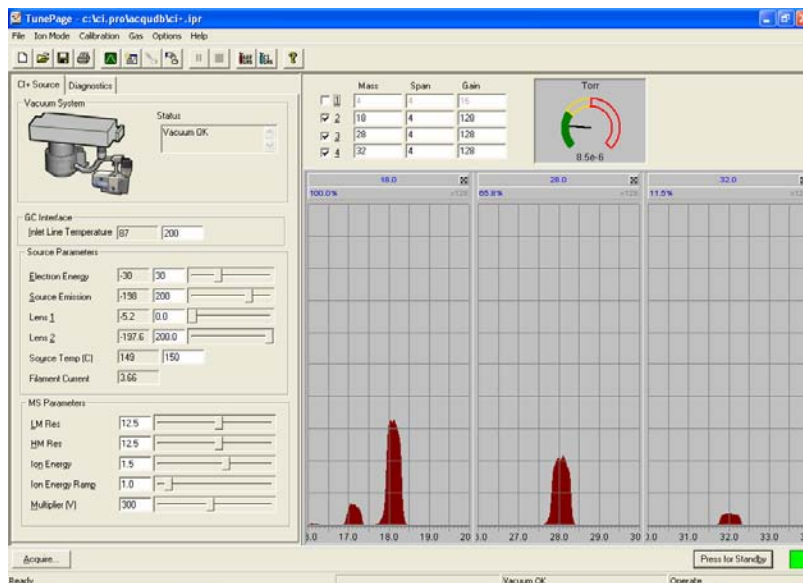 TunePage - c:\ci.pro\acqudb\ci+.ipr
File Ion Mode Calibration Gas Options Help
CI+ Source Diagnostics
Vacuum System
Status
Vacuum OK
GC Interface
Inlet Line Temperature 87 200
Source Parameters
Electron Energy -30 30
Source Emission -198 200
Lens 1 -5.2 0.0
Lens 2 -197.6 200.0
Source Temp (C) 149 150
Filament Current 3.66
MS Parameters
LM Res 12.5
HM Res 12.5
Ion Energy 1.5
Ion Energy Ramp 1.0
Multiplier (V) 300
Mass Span Gain
1 4 4 16
2 18 4 128
3 28 4 128
4 32 4 128
Torr
8.5e-6
18.0 28.0 32.0
100.0% x128 65.8% x128 11.5%
17.0 18.0 19.0 20 27.0 28.0 29.0 30 31.0 32.0 33.0
Acquire... Press for Standby
Ready Vacuum OK Operate